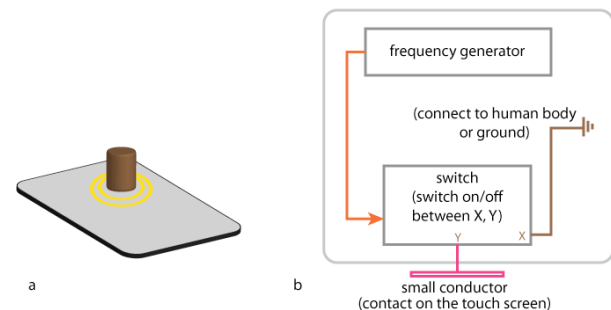 frequency generator
(connect to human body
or ground)
switch
(switch on/off
between X, Y)
Y
X
small conductor
(contact on the touch screen)
a
b